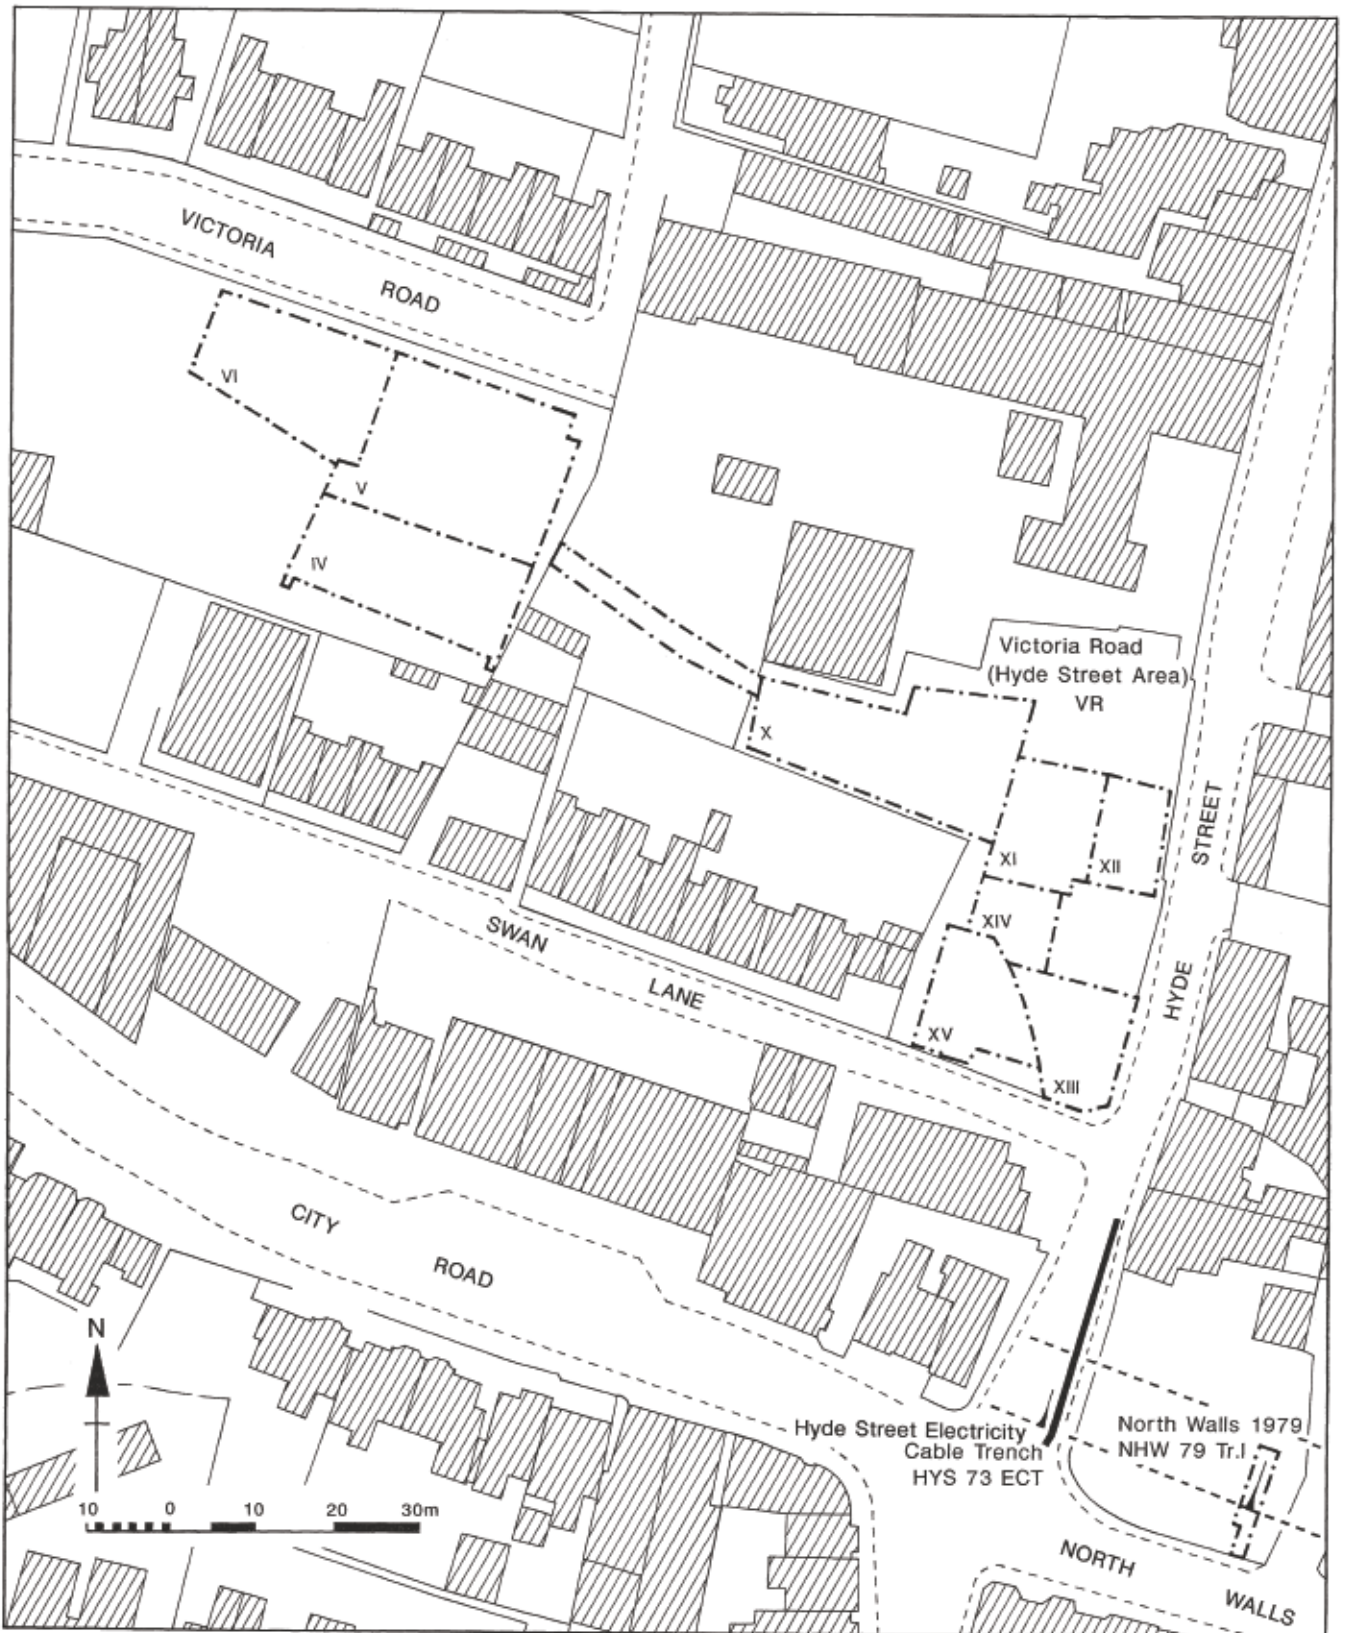 VICTORIA
ROAD
VI
V
IV
Victoria Road
(Hyde Street Area)
VR
X
XI
XII
XIV
XV
XIII
HYDE STREET
SWAN
LANE
CITY
ROAD
N
10 0 10 20 30m
Hyde Street Electricity
Cable Trench
HYS 73 ECT
North Walls 1979
NHW 79 Tr.I
NORTH
WALLS